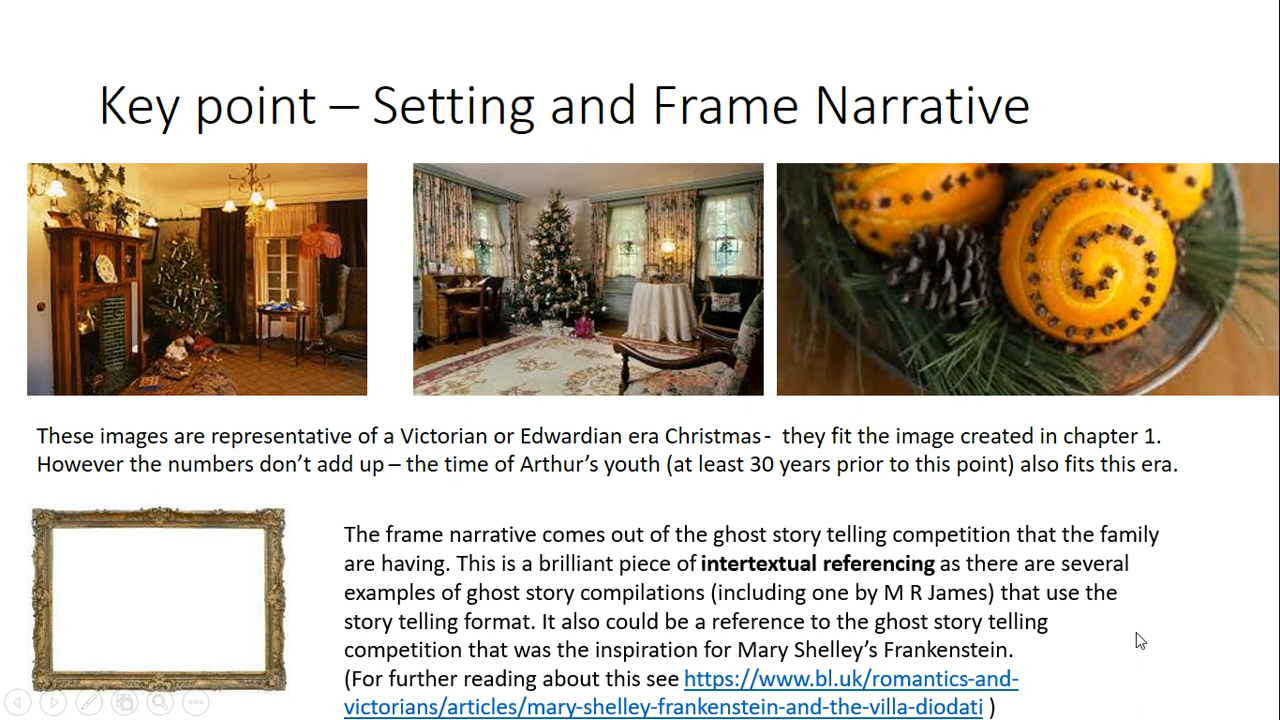 Key point – Setting and Frame Narrative
These images are representative of a Victorian or Edwardian era Christmas - they fit the image created in chapter 1.
However the numbers don’t add up – the time of Arthur’s youth (at least 30 years prior to this point) also fits this era.
The frame narrative comes out of the ghost story telling competition that the family
are having. This is a brilliant piece of intertextual referencing as there are several
examples of ghost story compilations (including one by M R James) that use the
story telling format. It also could be a reference to the ghost story telling
competition that was the inspiration for Mary Shelley’s Frankenstein.
(For further reading about this see https://www.bl.uk/romantics-and-
victorians/articles/mary-shelley-frankenstein-and-the-villa-diodati )